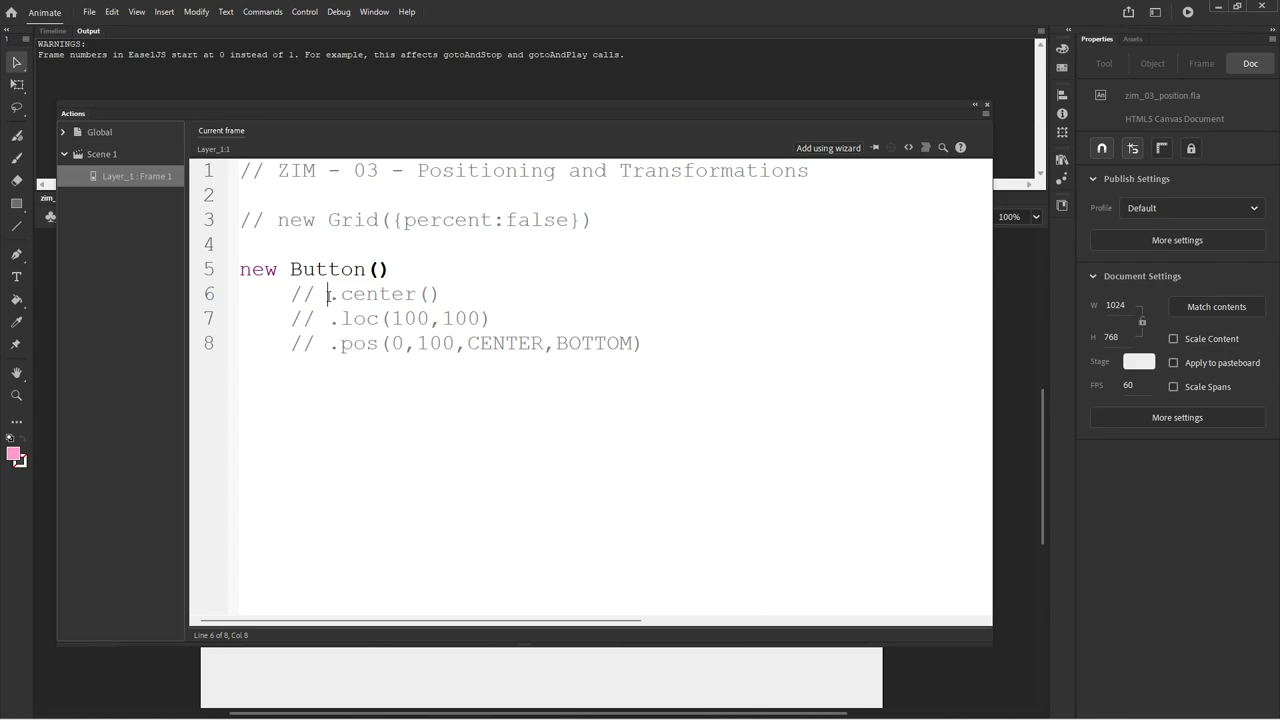 Animate File Edit View Insert Modify Text Commands Control Debug Window Help
Timeline Output
WARNINGS:
Frame numbers in EaselJS start at 0 instead of 1. For example, this affects gotoAndStop and gotoAndPlay calls.
Properties Assets
Tool Object Frame Doc
An zim_03_position.fla
HTML5 Canvas Document
Actions
Global
Scene 1
Layer_1 : Frame 1
Current frame
Layer_1:1
Add using wizard
1 // ZIM - 03 - Positioning and Transformations
2
3 // new Grid({percent:false})
4
5 new Button()
6 // .center()
7 // .loc(100,100)
8 // .pos(0,100,CENTER,BOTTOM)
Line 6 of 8, Col 8
zim_
100%
Publish Settings
Profile Default
More settings
Document Settings
W 1024 Match contents
H 768 Scale Content
Stage Apply to pasteboard
FPS 60 Scale Spans
More settings